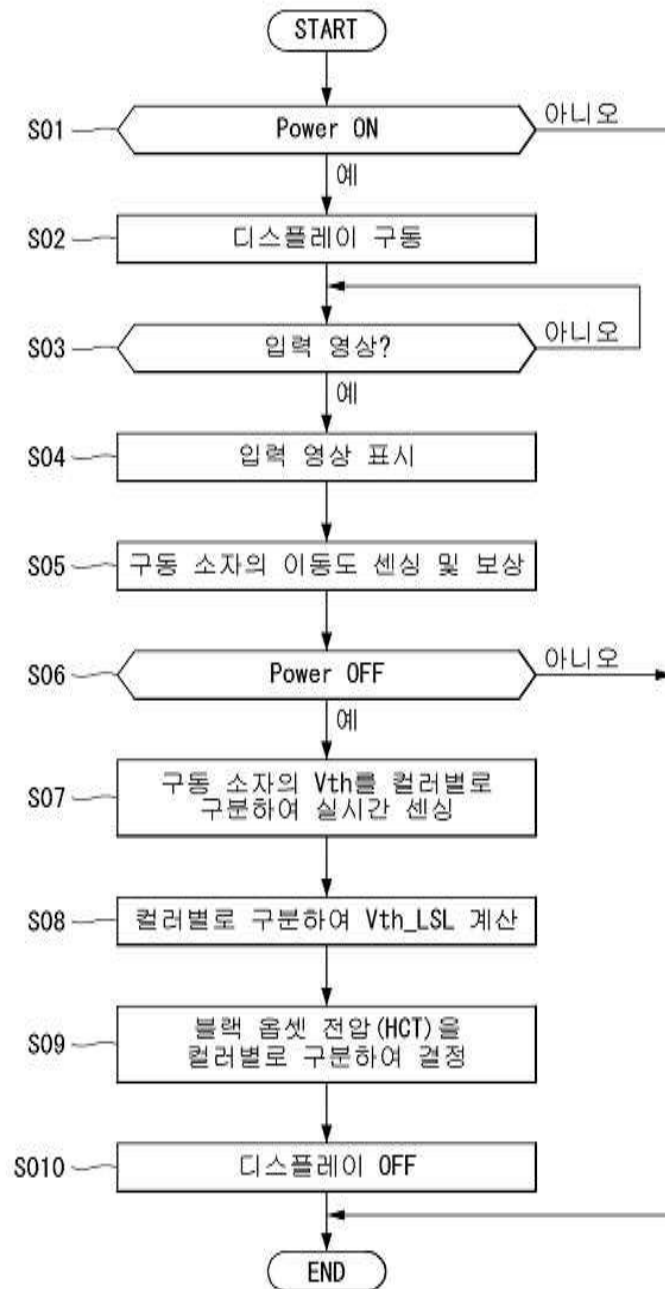 START
S01
Power ON
아니오
예
S02
디스플레이 구동
S03
입력 영상?
아니오
예
S04
입력 영상 표시
S05
구동 소자의 이동도 센싱 및 보상
S06
Power OFF
아니오
예
S07
구동 소자의 Vth를 컬러별로
구분하여 실시간 센싱
S08
컬러별로 구분하여 Vth_LSL 계산
S09
블랙 옵셋 전압(HCT)을
컬러별로 구분하여 결정
S010
디스플레이 OFF
END